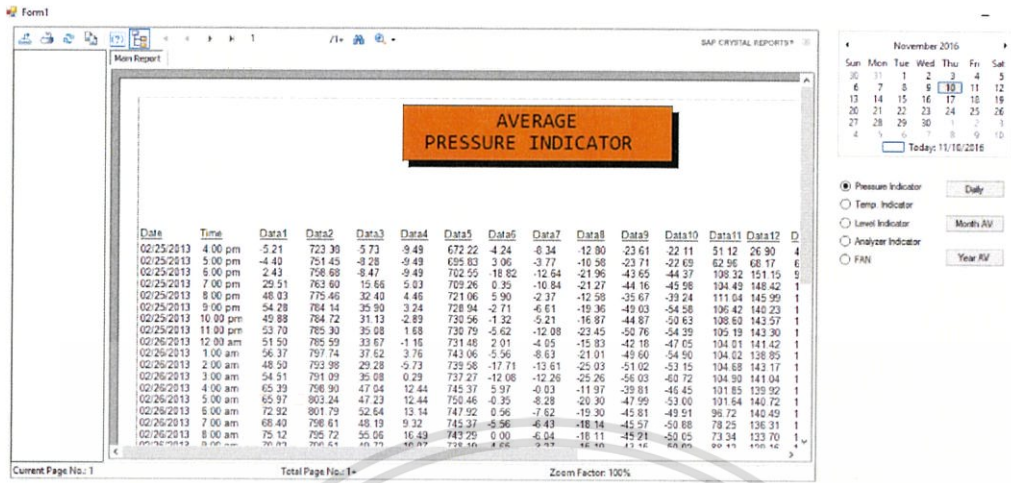 Form1
1 /1+ SAP CRYSTAL REPORTS®
Main Report
AVERAGE
PRESSURE INDICATOR
Date Time Data1 Data2 Data3 Data4 Data5 Data6 Data7 Data8 Data9 Data10 Data11 Data12 D
02/25/2013 4.00 pm -5.21 723.38 -5.73 -9.49 672.22 -4.24 -8.34 -12.80 -23.61 -22.11 51.12 26.90 4
02/25/2013 5.00 pm -4.40 751.45 -8.28 -9.49 695.83 3.06 -3.77 -10.58 -23.71 -22.69 62.96 68.17 6
02/25/2013 6.00 pm 2.43 758.68 -8.47 -9.49 702.55 -18.82 -12.64 -21.96 -43.65 -44.37 108.32 151.15 9
02/25/2013 7.00 pm 29.51 763.60 15.66 5.03 709.26 0.35 -10.84 -21.27 -44.16 -45.98 104.49 148.42 1
02/25/2013 8.00 pm 48.03 775.46 32.40 4.46 721.06 5.90 -2.37 -12.58 -35.67 -39.24 111.04 145.99 1
02/25/2013 9.00 pm 54.28 784.14 35.90 3.24 728.94 -2.71 -6.61 -19.36 -49.03 -54.58 106.42 140.23 1
02/25/2013 10.00 pm 49.88 784.72 31.13 -2.89 730.56 -1.32 -5.21 -16.87 -44.87 -50.63 108.60 143.57 1
02/25/2013 11.00 pm 53.70 785.30 35.08 1.68 730.79 -5.62 -12.08 -23.45 -50.76 -54.39 105.19 143.30 1
02/26/2013 12.00 am 51.50 785.59 33.67 -1.16 731.48 2.01 -4.05 -15.83 -42.18 -47.05 104.01 141.42 1
02/26/2013 1.00 am 56.37 797.74 37.62 3.76 743.06 -5.56 -8.63 -21.01 -49.60 -54.90 104.02 138.85 1
02/26/2013 2.00 am 48.50 793.98 29.28 -5.73 739.58 -17.71 -13.61 -25.03 -51.02 -53.15 104.68 143.17 1
02/26/2013 3.00 am 54.51 791.09 35.08 0.29 737.27 -12.08 -12.26 -25.26 -56.03 -60.72 104.90 141.04 1
02/26/2013 4.00 am 65.39 798.90 47.04 12.44 745.37 5.97 -0.03 -11.97 -39.81 -46.45 101.85 139.92 1
02/26/2013 5.00 am 65.97 803.24 47.23 12.44 750.46 -0.35 -8.28 -20.30 -47.99 -53.00 101.64 140.72 1
02/26/2013 6.00 am 72.92 801.79 52.64 13.14 747.92 0.56 -7.62 -19.30 -45.81 -49.91 96.72 140.49 1
02/26/2013 7.00 am 68.40 798.61 48.19 9.32 745.37 -5.56 -6.43 -18.14 -45.57 -50.88 78.25 136.31 1
02/26/2013 8.00 am 75.12 795.72 55.06 16.49 743.29 0.00 -6.04 -18.11 -45.21 -50.05 73.34 133.70 1
Current Page No.: 1 Total Page No.: 1+ Zoom Factor: 100%
November 2016
Sun Mon Tue Wed Thu Fri Sat
30 31 1 2 3 4 5
6 7 8 9 10 11 12
13 14 15 16 17 18 19
20 21 22 23 24 25 26
27 28 29 30 1 2 3
4 5 6 7 8 9 10
Today: 11/10/2016
Pressure Indicator Daily
Temp. Indicator
Level Indicator Month AV
Analyzer Indicator
FAN Year AV